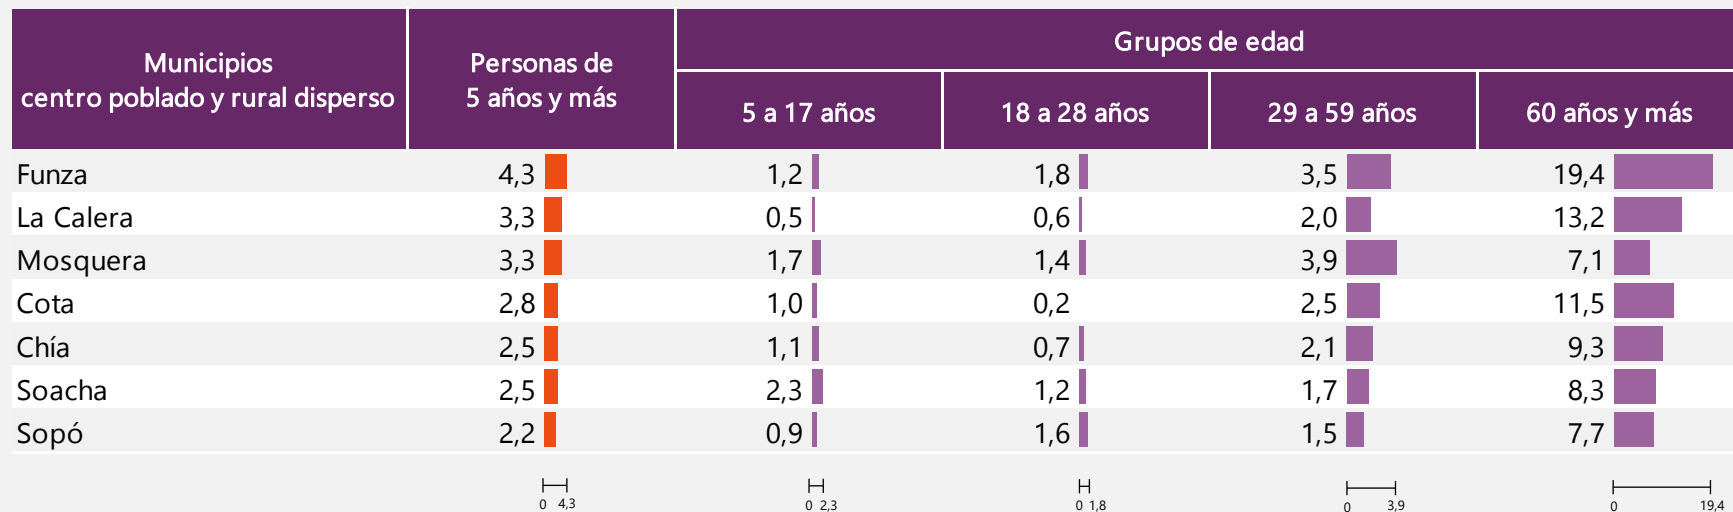 Municipios
centro poblado y rural disperso
Personas de
5 años y más
Grupos de edad
5 a 17 años
18 a 28 años
29 a 59 años
60 años y más
Funza 4,3 1,2 1,8 3,5 19,4
La Calera 3,3 0,5 0,6 2,0 13,2
Mosquera 3,3 1,7 1,4 3,9 7,1
Cota 2,8 1,0 0,2 2,5 11,5
Chía 2,5 1,1 0,7 2,1 9,3
Soacha 2,5 2,3 1,2 1,7 8,3
Sopó 2,2 0,9 1,6 1,5 7,7
0 4,3 0 2,3 0 1,8 0 3,9 0 19,4